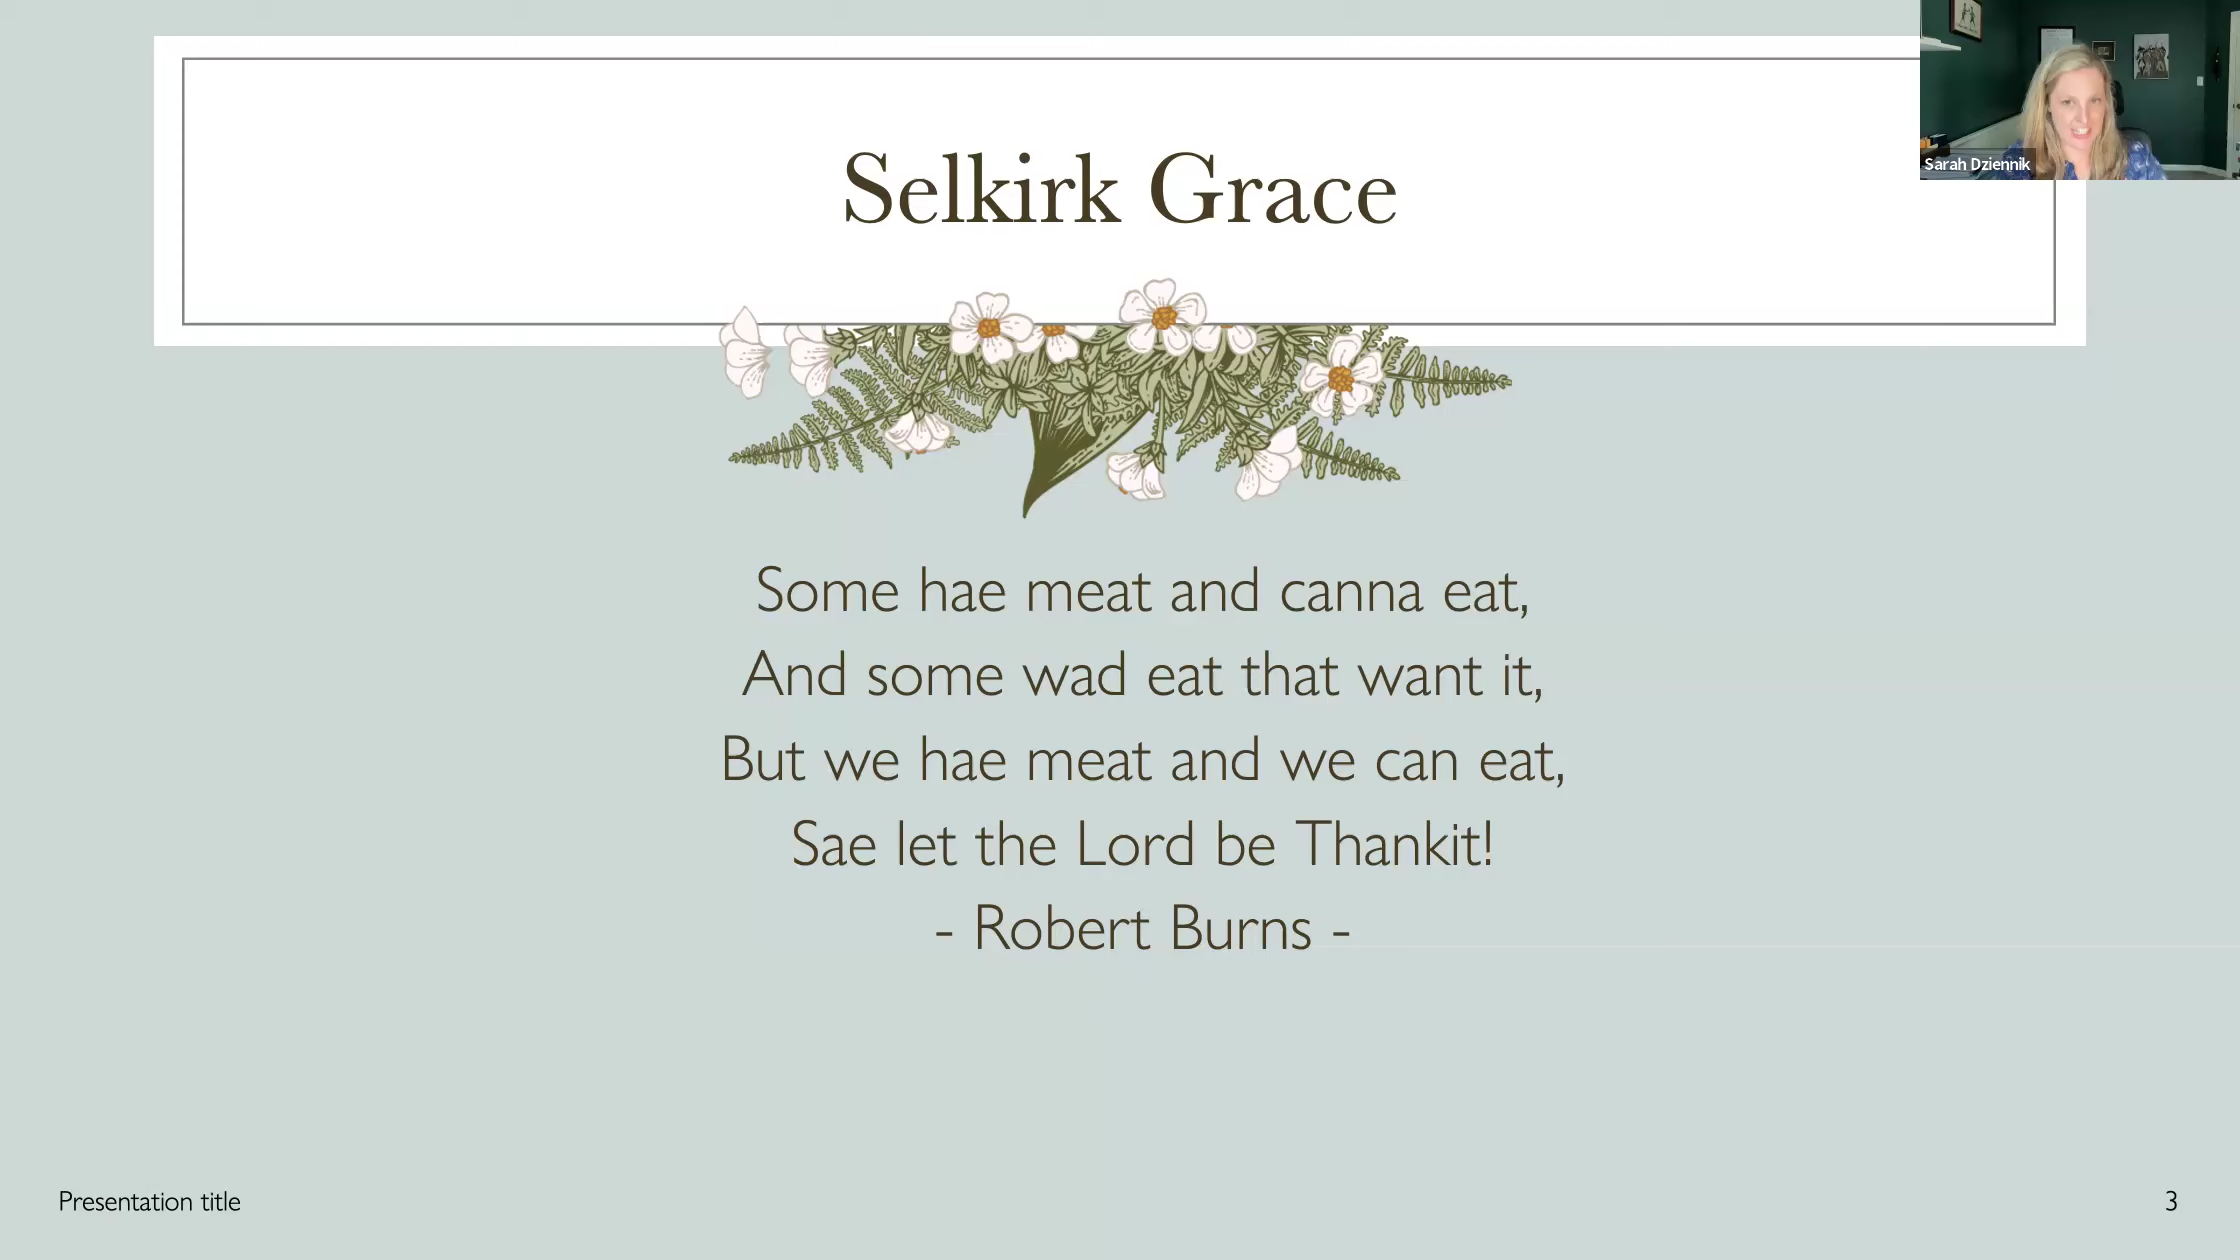 Selkirk Grace
Sarah Dziennik
Some hae meat and canna eat,
And some wad eat that want it,
But we hae meat and we can eat,
Sae let the Lord be Thankit!
- Robert Burns -
Presentation title
3